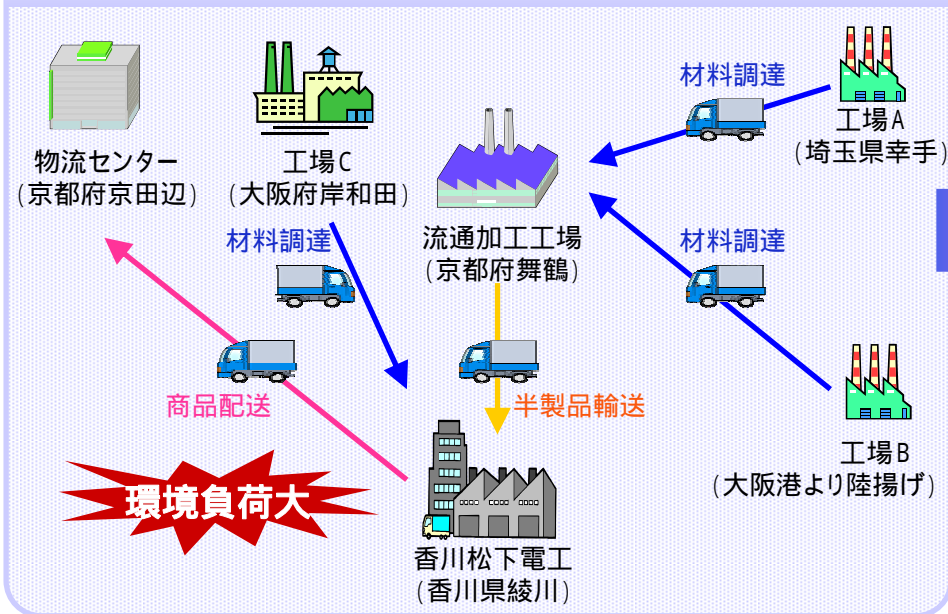 材料調達
工場A
(埼玉県幸手)
物流センター
(京都府京田辺)
工場C
(大阪府岸和田)
流通加工工場
(京都府舞鶴)
材料調達
材料調達
商品配送
半製品輸送
工場B
(大阪港より陸揚げ)
環境負荷大
香川松下電工
(香川県綾川)